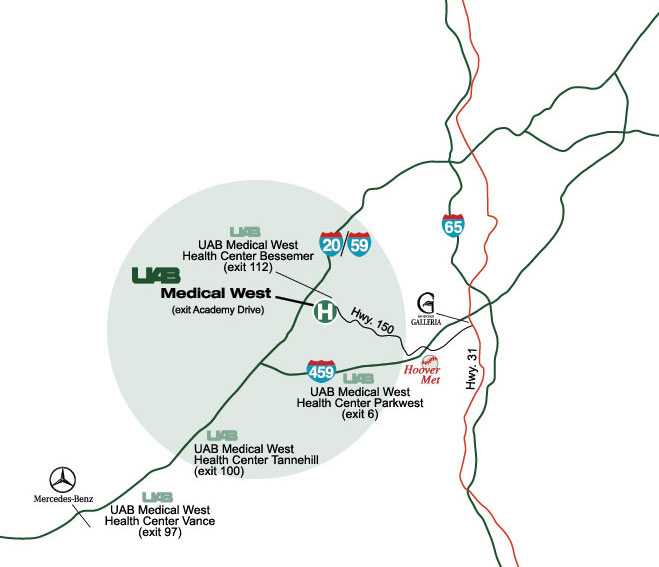 UAB
UAB Medical West
Health Center Bessemer
(exit 112)
20 / 59
65
UAB
Medical West
(exit Academy Drive)
H
Hwy. 150
GALLERIA
Hwy. 31
459
Hoover
Met
UAB
UAB Medical West
Health Center Parkwest
(exit 6)
UAB
UAB Medical West
Health Center Tannehill
(exit 100)
Mercedes-Benz
UAB
UAB Medical West
Health Center Vance
(exit 97)